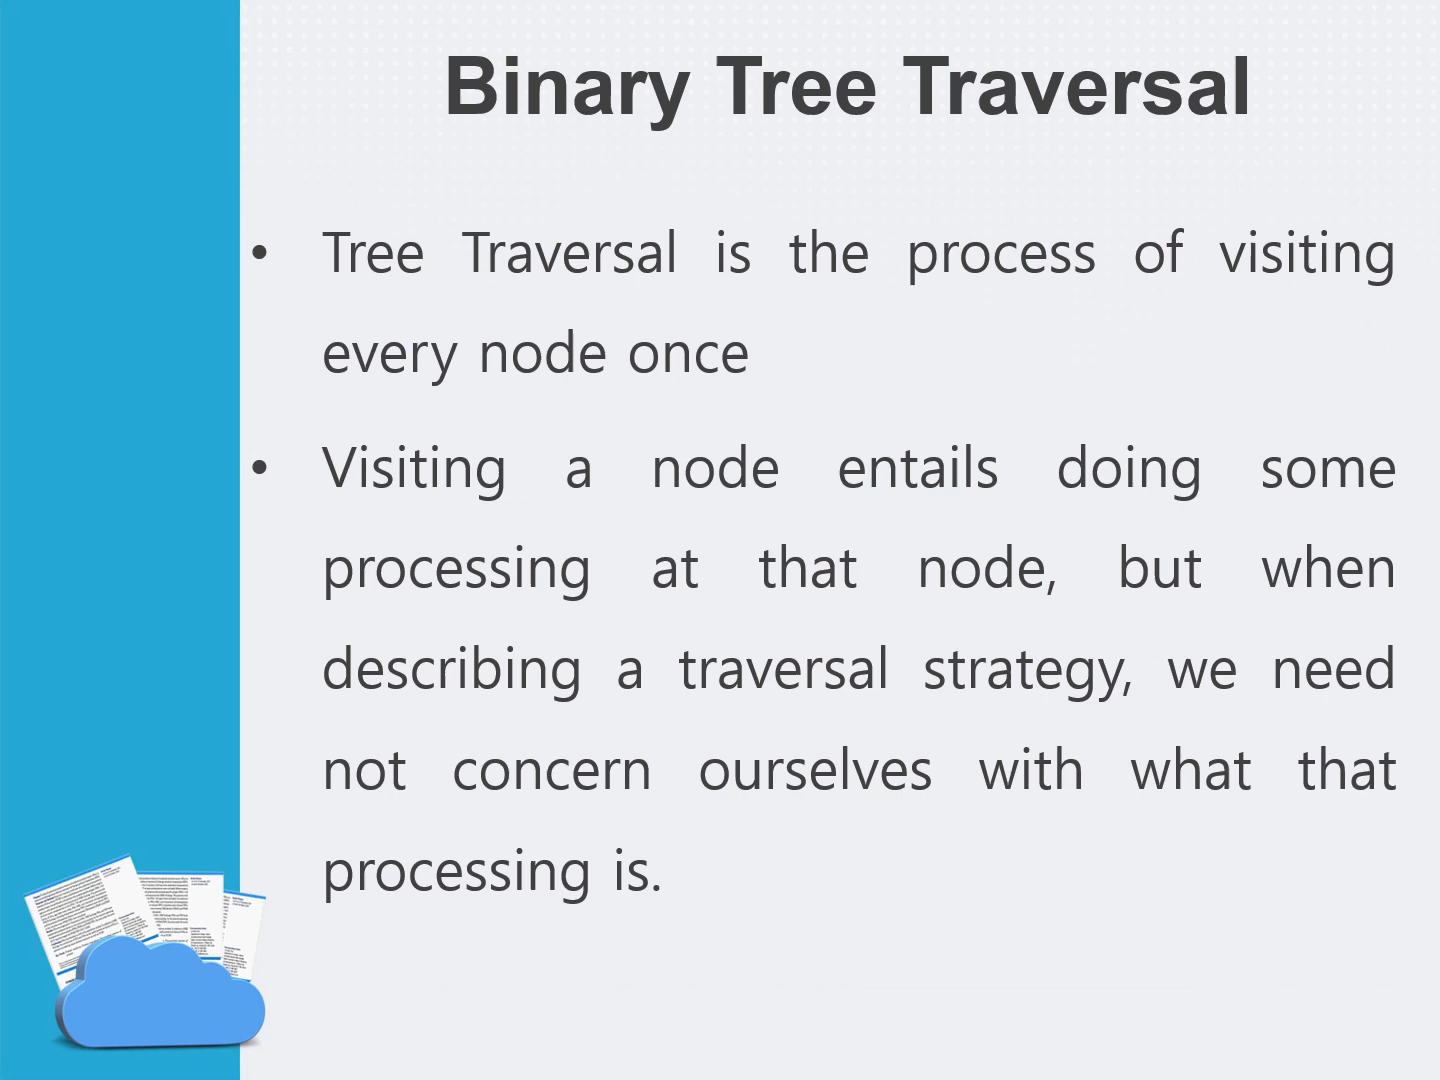 Binary Tree Traversal
• Tree Traversal is the process of visiting
every node once
• Visiting a node entails doing some
processing at that node, but when
describing a traversal strategy, we need
not concern ourselves with what that
processing is.